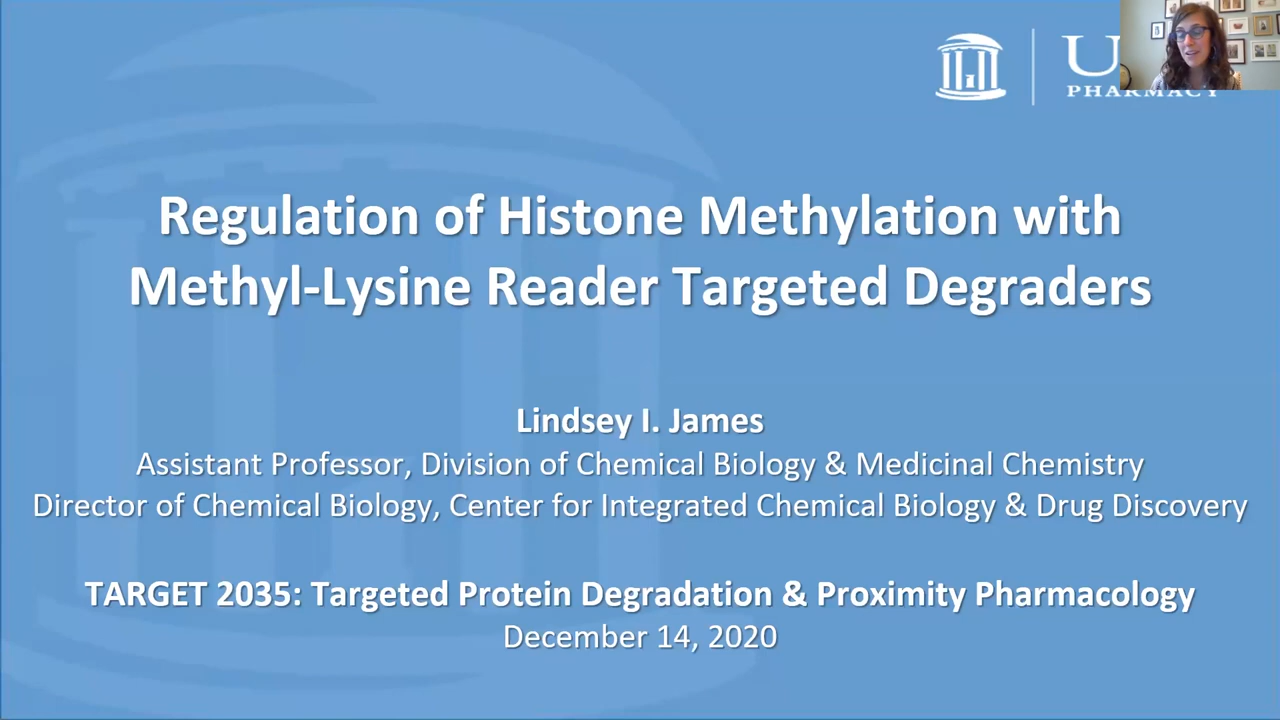 U
PHARMACY
Regulation of Histone Methylation with
Methyl-Lysine Reader Targeted Degraders
Lindsey I. James
Assistant Professor, Division of Chemical Biology & Medicinal Chemistry
Director of Chemical Biology, Center for Integrated Chemical Biology & Drug Discovery
TARGET 2035: Targeted Protein Degradation & Proximity Pharmacology
December 14, 2020